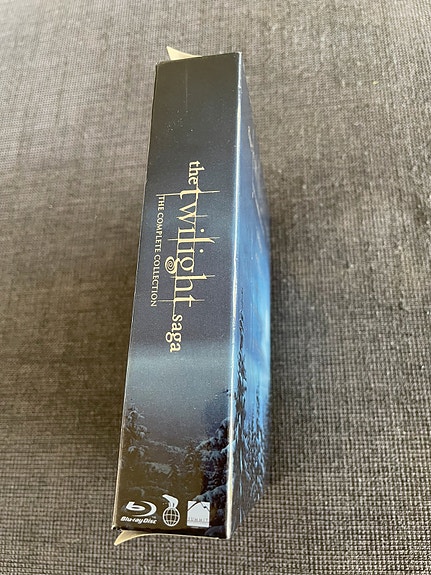 the twilight saga
THE COMPLETE COLLECTION
Blu-ray Disc